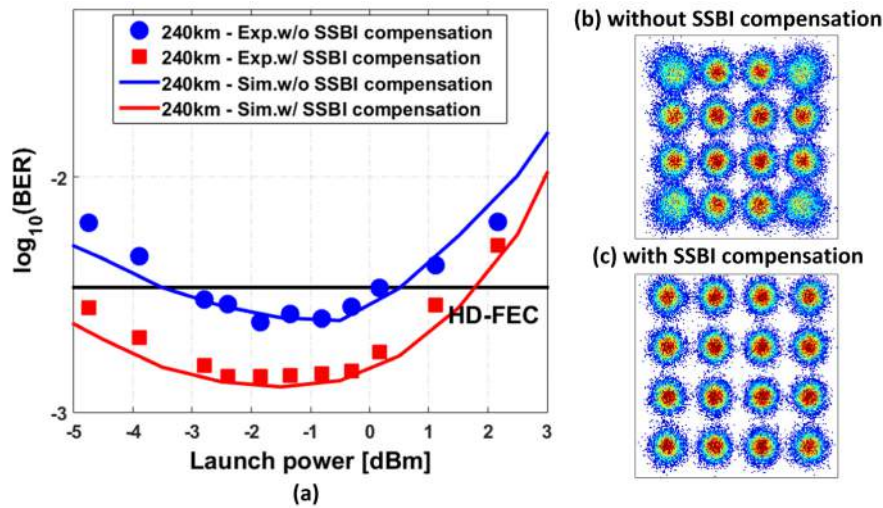 240km - Exp.w/o SSBI compensation
240km - Exp.w/ SSBI compensation
240km - Sim.w/o SSBI compensation
240km - Sim.w/ SSBI compensation
log10(BER)
-2
-3
HD-FEC
-5 -4 -3 -2 -1 0 1 2 3
Launch power [dBm]
(a)
(b) without SSBI compensation
(c) with SSBI compensation